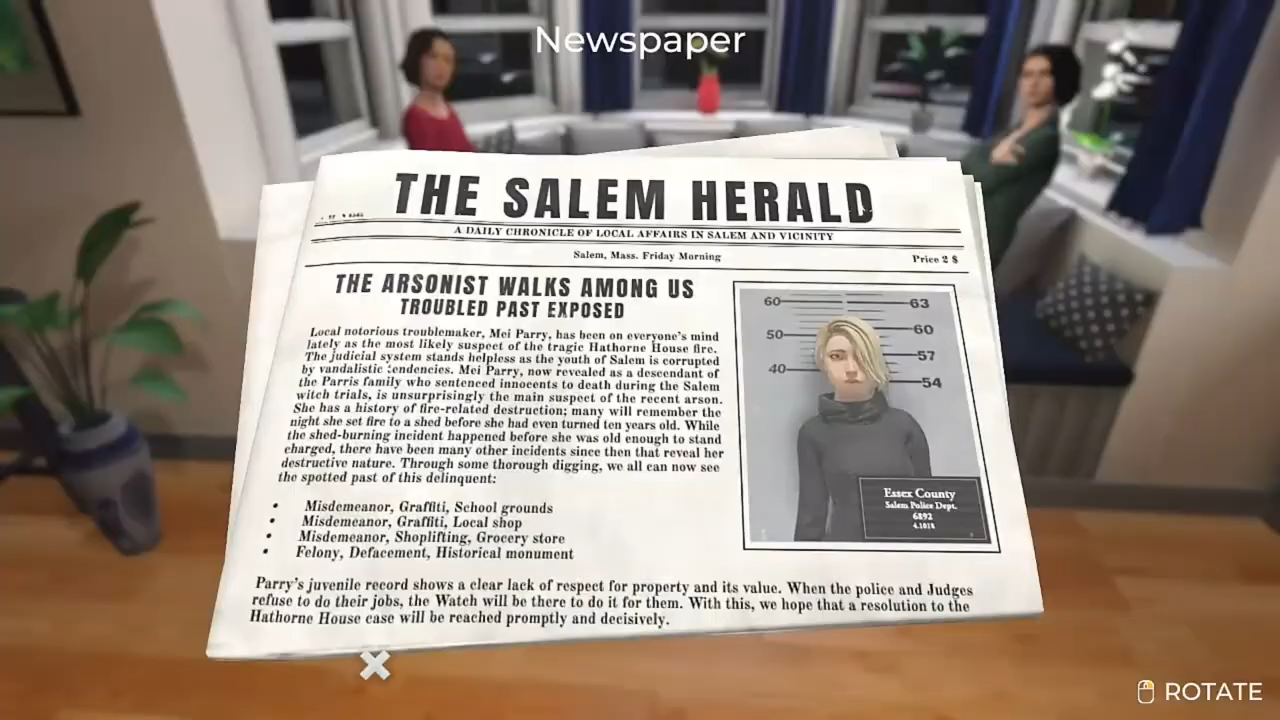 Newspaper
THE SALEM HERALD
A DAILY CHRONICLE OF LOCAL AFFAIRS IN SALEM AND VICINITY
Salem, Mass. Friday Morning
Price 2 $
THE ARSONIST WALKS AMONG US
TROUBLED PAST EXPOSED
Local notorious troublemaker, Mei Parry, has been on everyone's mind
lately as the most likely suspect of the tragic Hathorne House fire.
The judicial system stands helpless as the youth of Salem is corrupted
by vandalistic tendencies. Mei Parry, now revealed as a descendant of
the Parris family who sentenced innocents to death during the Salem
witch trials, is unsurprisingly the main suspect of the recent arson.
She has a history of fire-related destruction; many will remember the
night she set fire to a shed before she had even turned ten years old. While
the shed-burning incident happened before she was old enough to stand
charged, there have been many other incidents since then that reveal her
destructive nature. Through some thorough digging, we all can now see
the spotted past of this delinquent:
• Misdemeanor, Graffiti, School grounds
• Misdemeanor, Graffiti, Local shop
• Misdemeanor, Shoplifting, Grocery store
• Felony, Defacement, Historical monument
60 63
60
50
57
40
54
Essex County
Salem Police Dept.
6892
4.1018
Parry's juvenile record shows a clear lack of respect for property and its value. When the police and Judges
refuse to do their jobs, the Watch will be there to do it for them. With this, we hope that a resolution to the
Hathorne House case will be reached promptly and decisively.
ROTATE